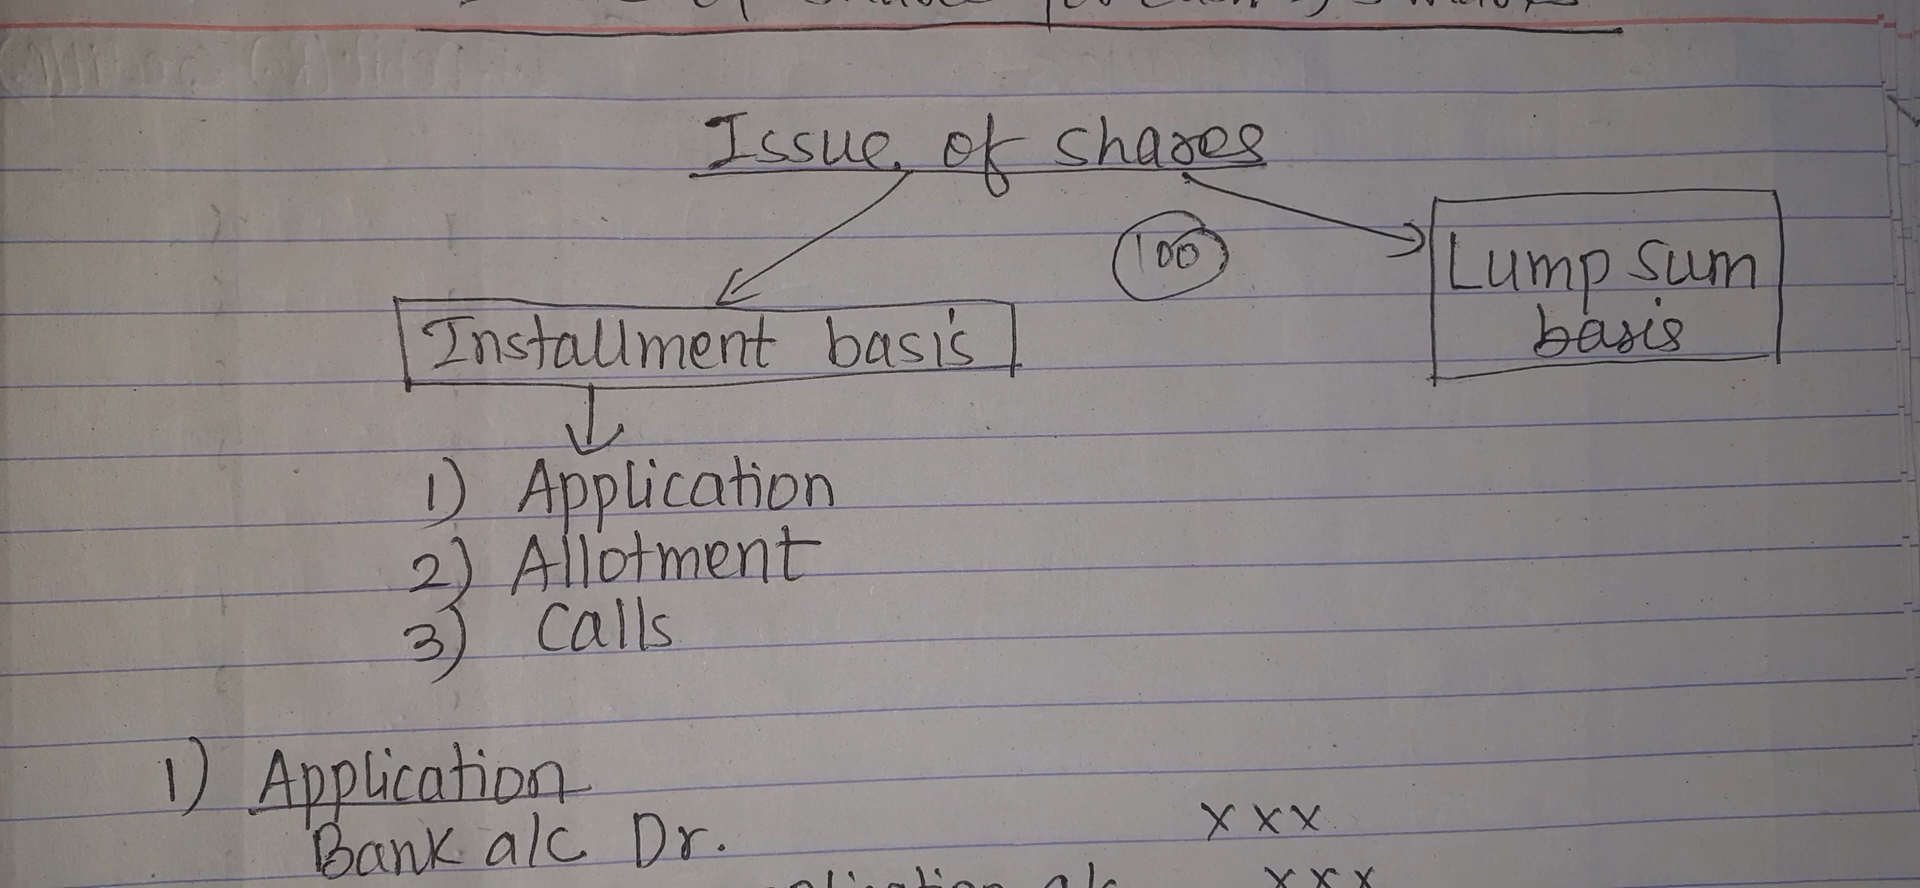 Issue of shares
100
Lump sum
basis
Installment basis
1) Application
2) Allotment
3) Calls
1) Application
Bank a/c Dr. xxx
a/c xxx